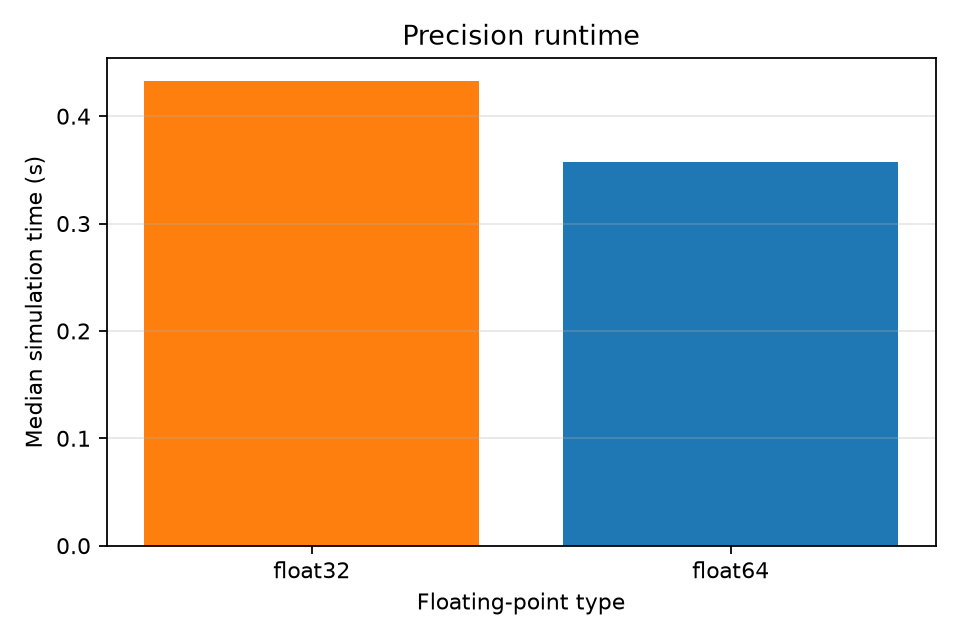 Precision runtime
Median simulation time (s)
0.4
0.3
0.2
0.1
0.0
float32
float64
Floating-point type